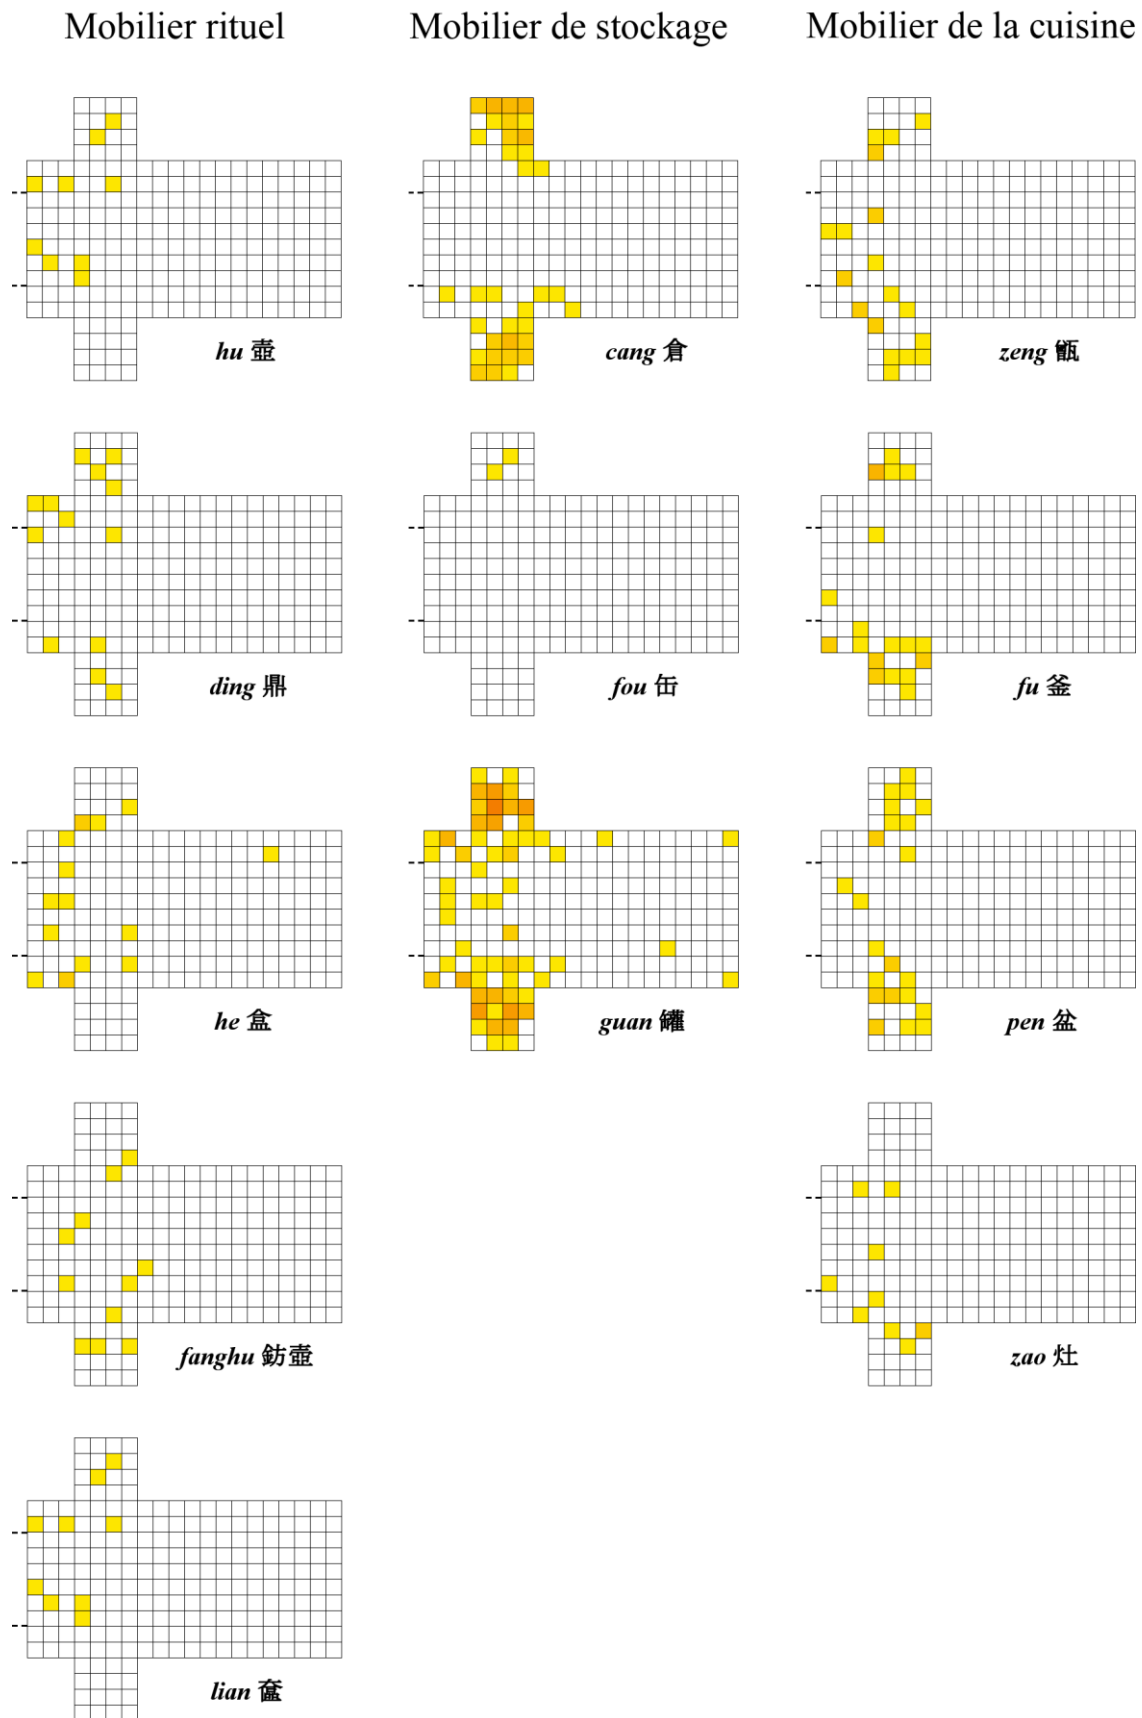 Mobilier rituel
Mobilier de stockage
Mobilier de la cuisine
hu 壺
cang 倉
zeng 甑
ding 鼎
fou 缶
fu 釜
he 盒
guan 罐
pen 盆
fanghu 鈁壺
zao 灶
lian 奩